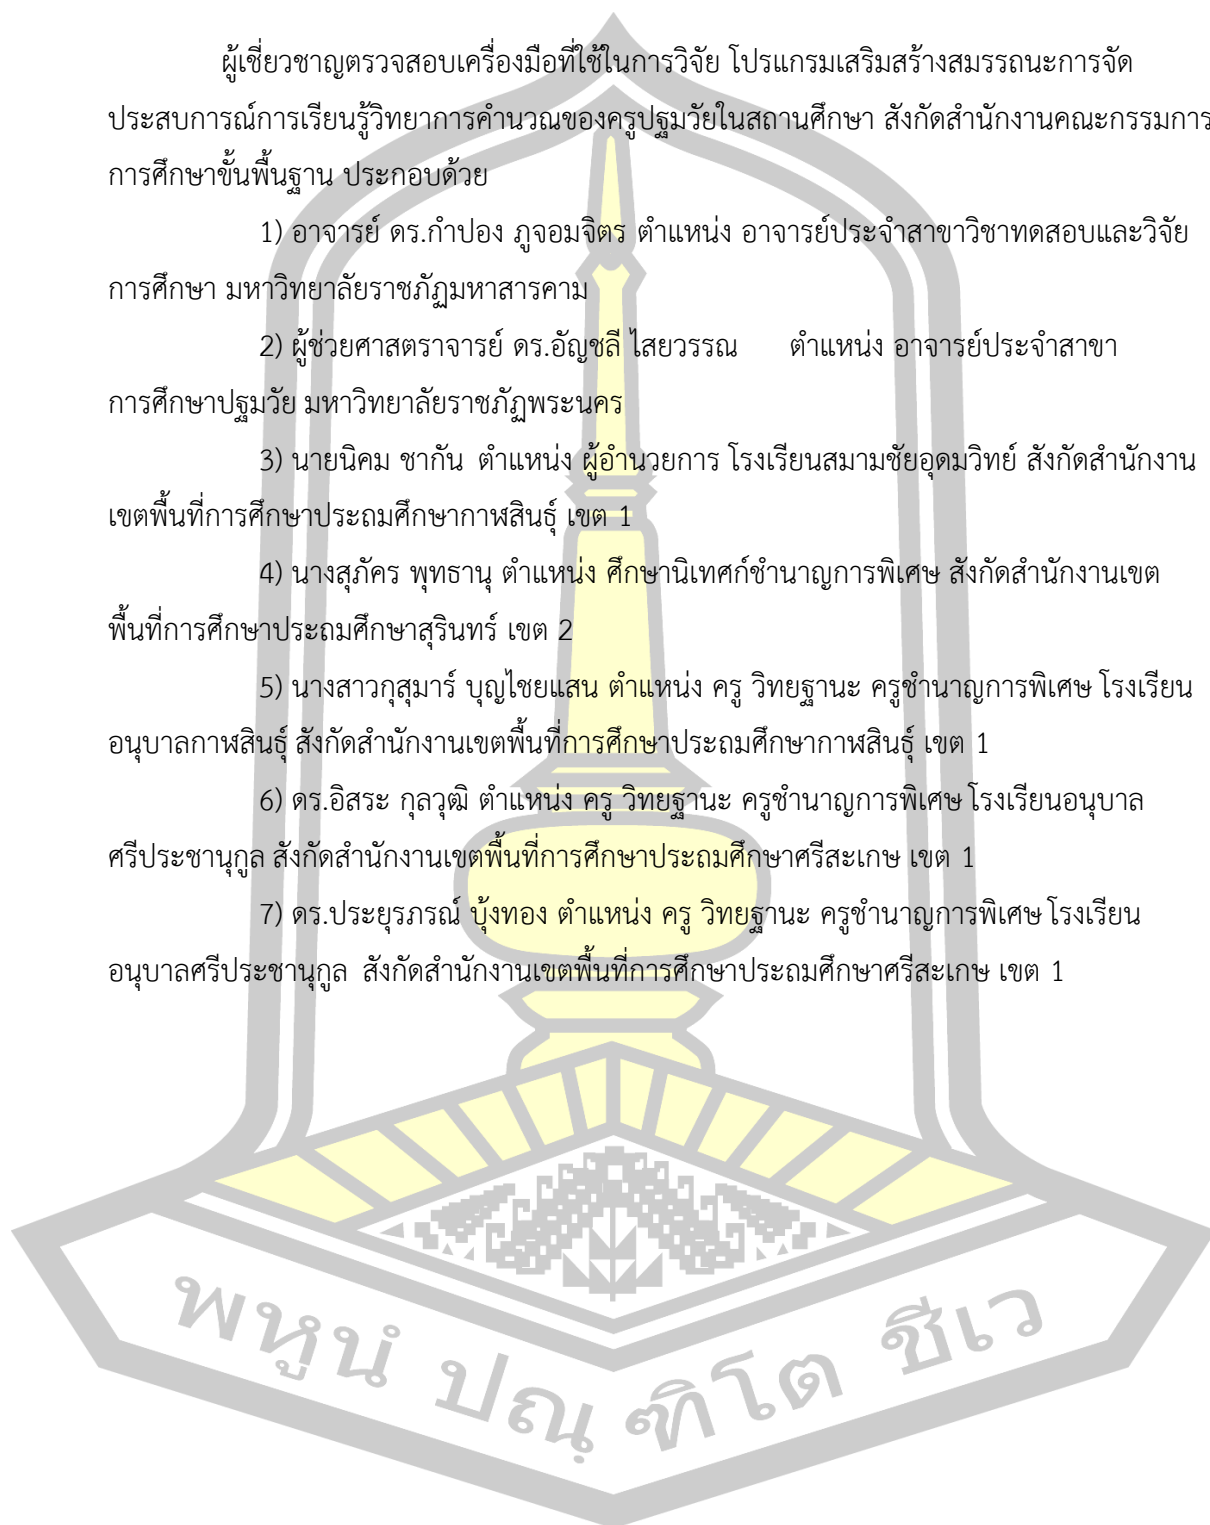 ผู้เชี่ยวชาญตรวจสอบเครื่องมือที่ใช้ในการวิจัย โปรแกรมเสริมสร้างสมรรถนะการจัด
ประสบการณ์การเรียนรู้วิทยาการคำนวณของครูปฐมวัยในสถานศึกษา สังกัดสำนักงานคณะกรรมการ
การศึกษาขั้นพื้นฐาน ประกอบด้วย
1) อาจารย์ ดร.กำปอง ภูจอมจิตร ตำแหน่ง อาจารย์ประจำสาขาวิชาทดสอบและวิจัย
การศึกษา มหาวิทยาลัยราชภัฏมหาสารคาม
2) ผู้ช่วยศาสตราจารย์ ดร.อัญชลี ไสยวรรณ ตำแหน่ง อาจารย์ประจำสาขา
การศึกษาปฐมวัย มหาวิทยาลัยราชภัฏพระนคร
3) นายนิคม ชากัน ตำแหน่ง ผู้อำนวยการ โรงเรียนสมามชัยอุดมวิทย์ สังกัดสำนักงาน
เขตพื้นที่การศึกษาประถมศึกษากาฬสินธุ์ เขต 1
4) นางสุภัคร พุทธานุ ตำแหน่ง ศึกษานิเทศก์ชำนาญการพิเศษ สังกัดสำนักงานเขต
พื้นที่การศึกษาประถมศึกษาสุรินทร์ เขต 2
5) นางสาวกุสุมาร์ บุญไชยแสน ตำแหน่ง ครู วิทยฐานะ ครูชำนาญการพิเศษ โรงเรียน
อนุบาลกาฬสินธุ์ สังกัดสำนักงานเขตพื้นที่การศึกษาประถมศึกษากาฬสินธุ์ เขต 1
6) ดร.อิสระ กุลวุฒิ ตำแหน่ง ครู วิทยฐานะ ครูชำนาญการพิเศษ โรงเรียนอนุบาล
ศรีประชานุกูล สังกัดสำนักงานเขตพื้นที่การศึกษาประถมศึกษาศรีสะเกษ เขต 1
7) ดร.ประยุรภรณ์ บุ้งทอง ตำแหน่ง ครู วิทยฐานะ ครูชำนาญการพิเศษ โรงเรียน
อนุบาลศรีประชานุกูล สังกัดสำนักงานเขตพื้นที่การศึกษาประถมศึกษาศรีสะเกษ เขต 1
พหูนํ ปณฺฑิโต ชีเว